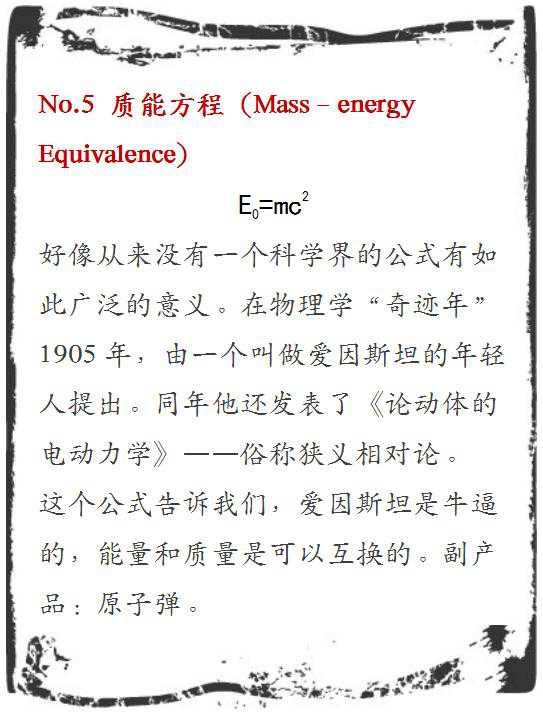 No.5 质能方程（Mass－energy
Equivalence）
E₀=mc²
好像从来没有一个科学界的公式有如
此广泛的意义。在物理学“奇迹年”
1905 年，由一个叫做爱因斯坦的年轻
人提出。同年他还发表了《论动体的
电动力学》——俗称狭义相对论。
这个公式告诉我们，爱因斯坦是牛逼
的，能量和质量是可以互换的。副产
品：原子弹。